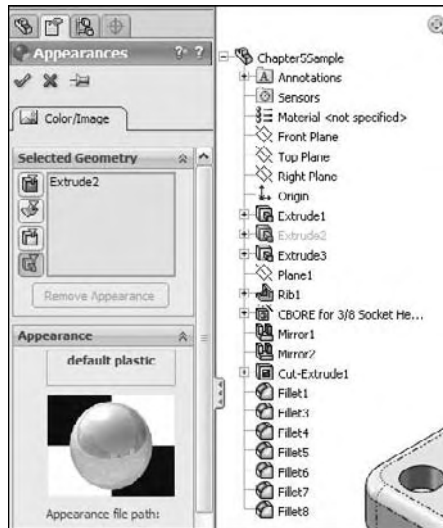 Appearances
? ?
Color/Image
Selected Geometry
Extrude2
Remove Appearance
Appearance
default plastic
Appearance file path:
Chapter5Sample
A Annotations
Sensors
Material <not specified>
Front Plane
Top Plane
Right Plane
Origin
Extrude1
Extrude2
Extrude3
Plane1
Rib1
CBORE for 3/8 Socket He...
Mirror1
Mirror2
Cut-Extrude1
Fillet1
Fillet3
Fillet4
Fillet5
Fillet6
Fillet7
Fillet8